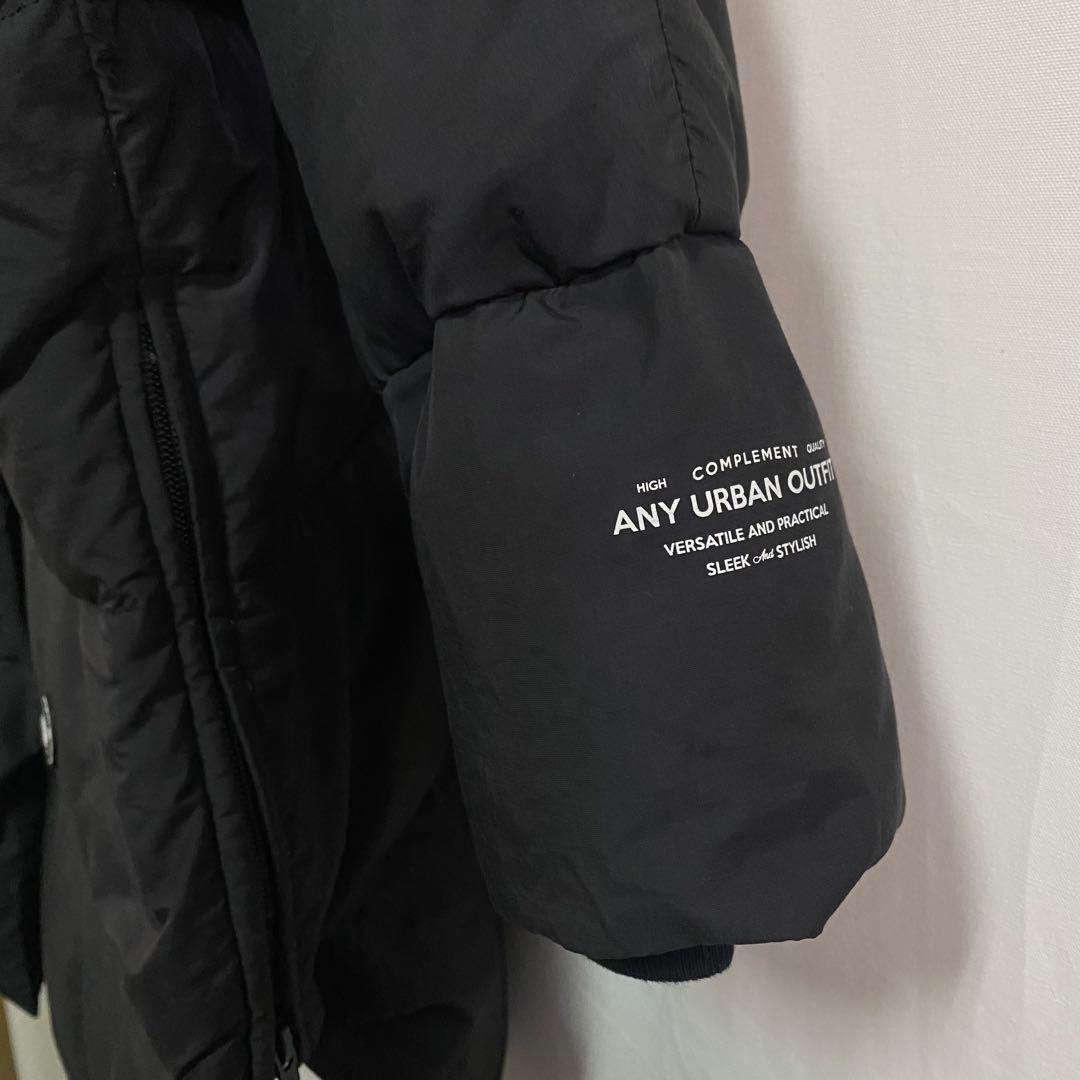 HIGH COMPLEMENT QUALITY
ANY URBAN OUTFIT
VERSATILE AND PRACTICAL
SLEEK And STYLISH